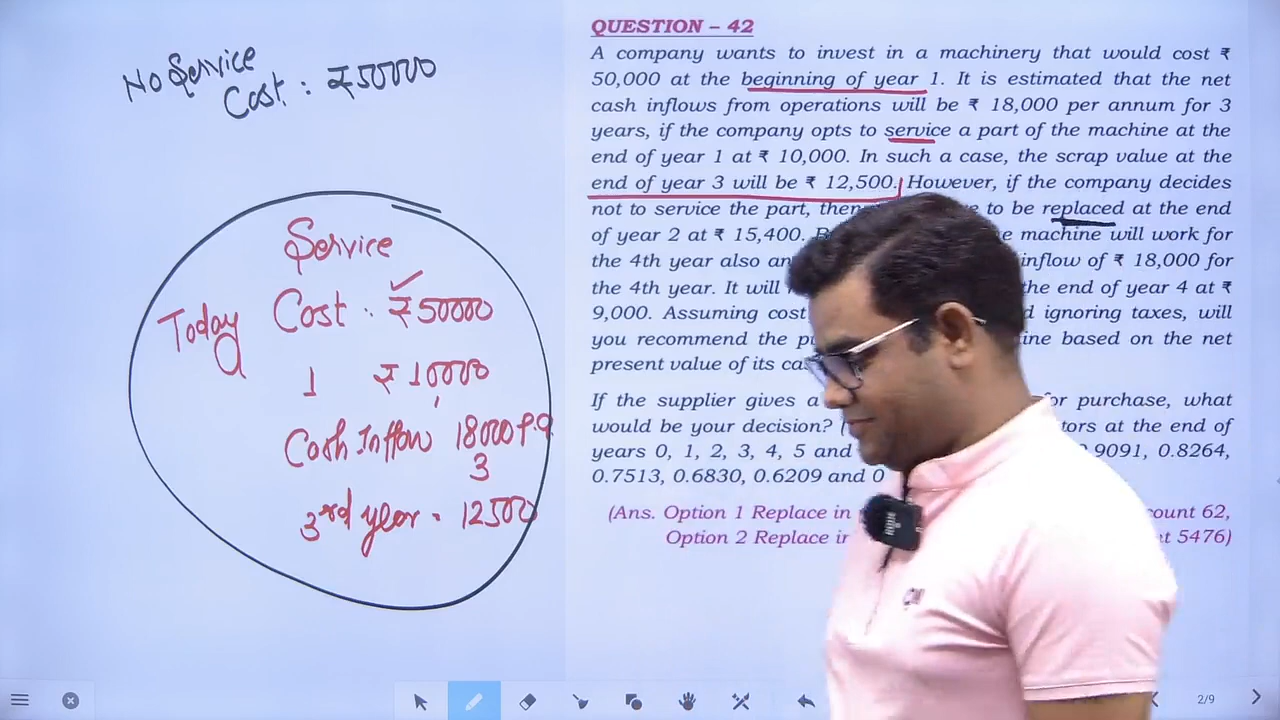 No Service
Cost : ₹50000
Service
Today Cost : ₹50000
1 ₹10000
Cash Inflow 18000 P.a
3
3rd year - 12500
QUESTION – 42
A company wants to invest in a machinery that would cost ₹
50,000 at the beginning of year 1. It is estimated that the net
cash inflows from operations will be ₹ 18,000 per annum for 3
years, if the company opts to service a part of the machine at the
end of year 1 at ₹ 10,000. In such a case, the scrap value at the
end of year 3 will be ₹ 12,500. However, if the company decides
not to service the part, then to be replaced at the end
of year 2 at ₹ 15,400. machine will work for
the 4th year also inflow of ₹ 18,000 for
the 4th year. It will the end of year 4 at ₹
9,000. Assuming cost ignoring taxes, will
you recommend the based on the net
present value of its
If the supplier gives a for purchase, what
would be your decision? at the end of
years 0, 1, 2, 3, 4, 5 and 0.8264,
0.7513, 0.6830, 0.6209 and
(Ans. Option 1 Replace in 62,
Option 2 Replace 5476)
2/9